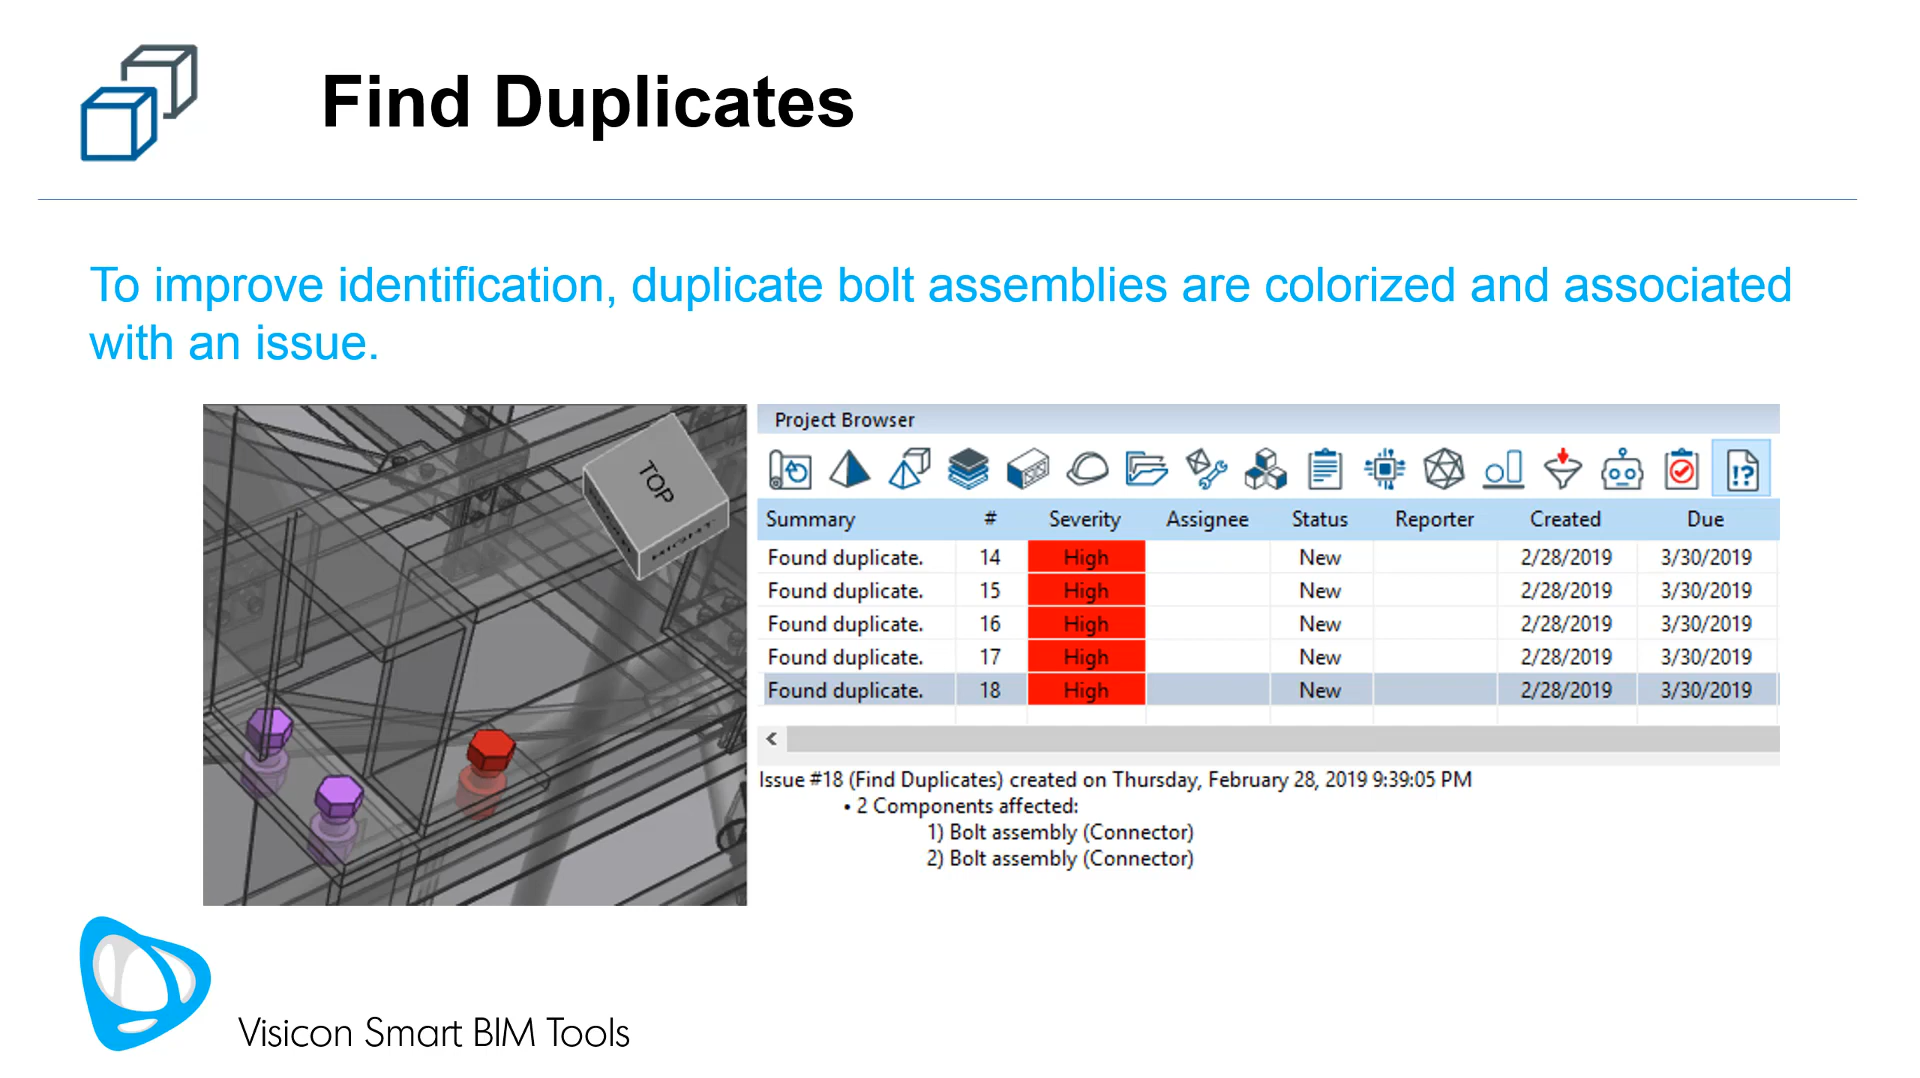 Find Duplicates
To improve identification, duplicate bolt assemblies are colorized and associated
with an issue.
TOP
RIGHT
Project Browser
!?
Summary # Severity Assignee Status Reporter Created Due
Found duplicate. 14 High New 2/28/2019 3/30/2019
Found duplicate. 15 High New 2/28/2019 3/30/2019
Found duplicate. 16 High New 2/28/2019 3/30/2019
Found duplicate. 17 High New 2/28/2019 3/30/2019
Found duplicate. 18 High New 2/28/2019 3/30/2019
Issue #18 (Find Duplicates) created on Thursday, February 28, 2019 9:39:05 PM
• 2 Components affected:
1) Bolt assembly (Connector)
2) Bolt assembly (Connector)
Visicon Smart BIM Tools